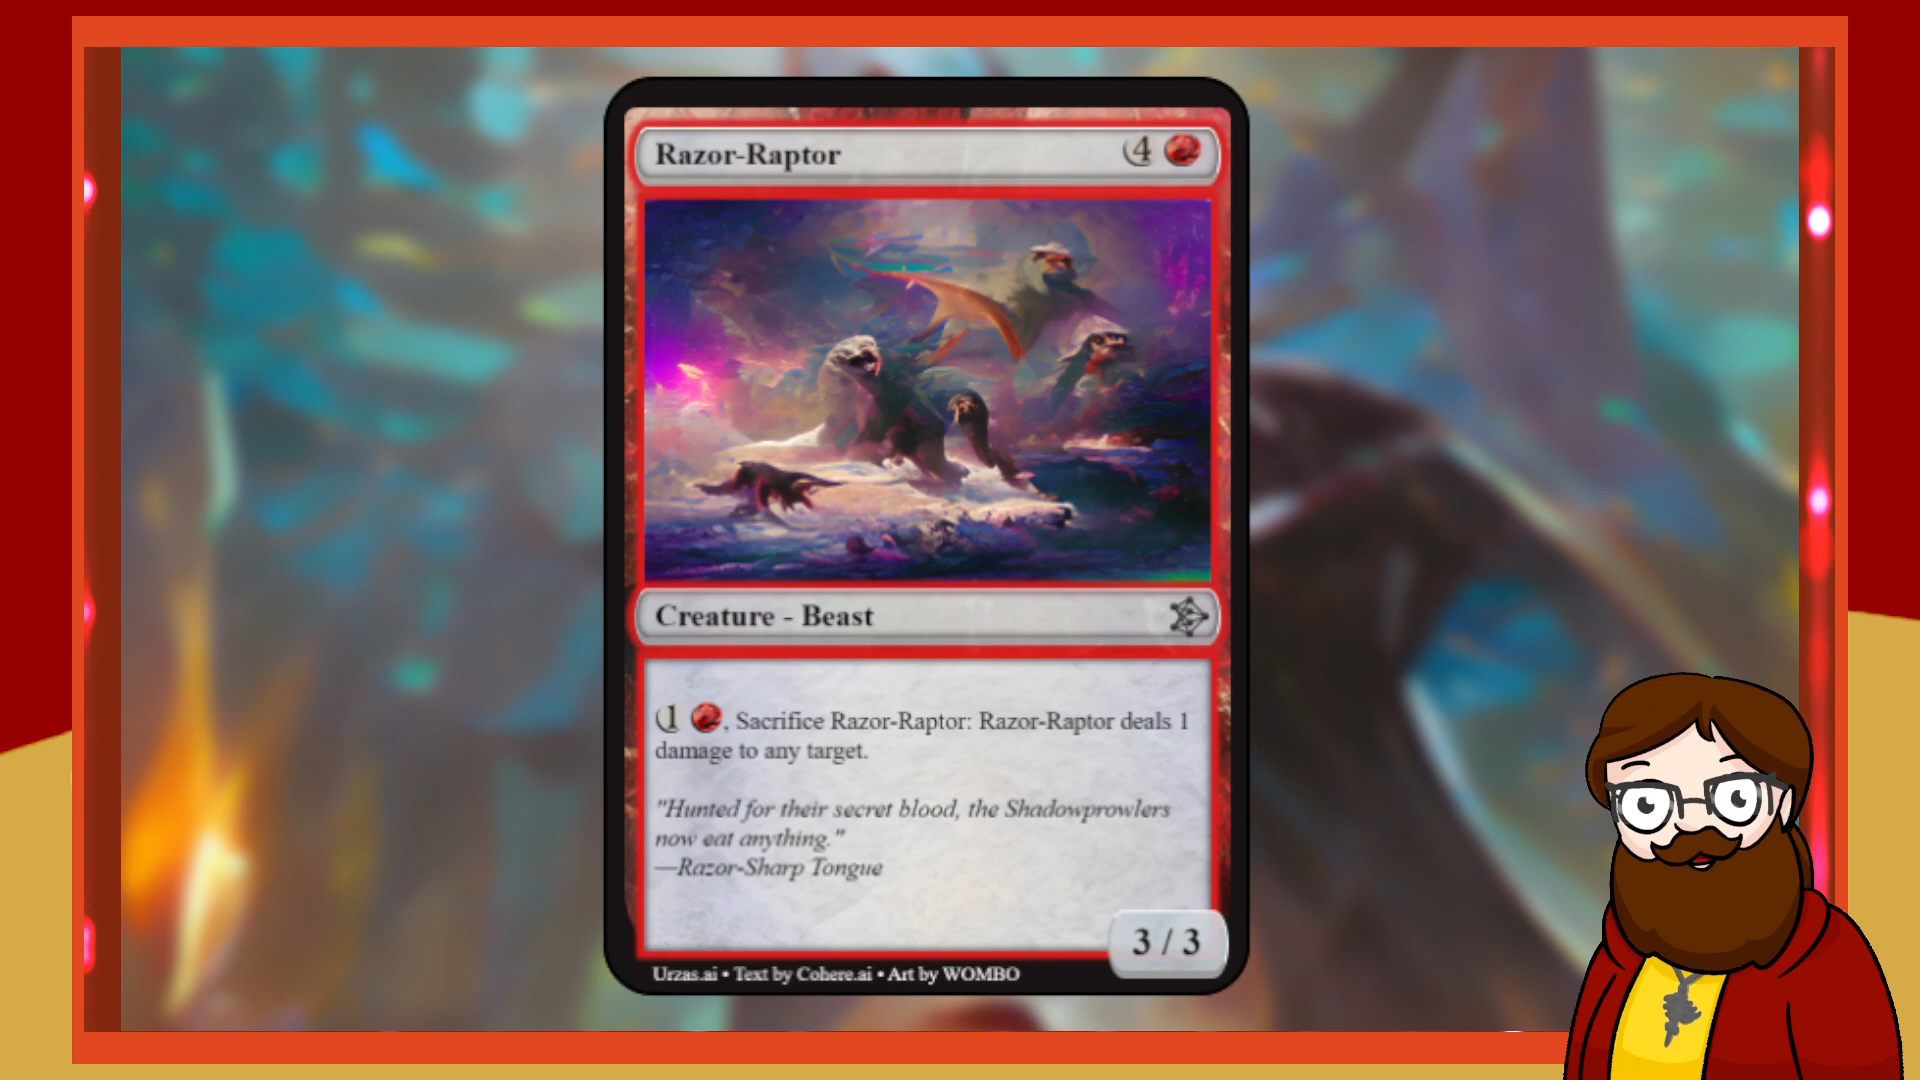 Razor-Raptor 4
Creature - Beast
1 , Sacrifice Razor-Raptor: Razor-Raptor deals 1
damage to any target.
"Hunted for their secret blood, the Shadowprowlers
now eat anything."
—Razor-Sharp Tongue
3 / 3
Urzas.ai • Text by Cohere.ai • Art by WOMBO